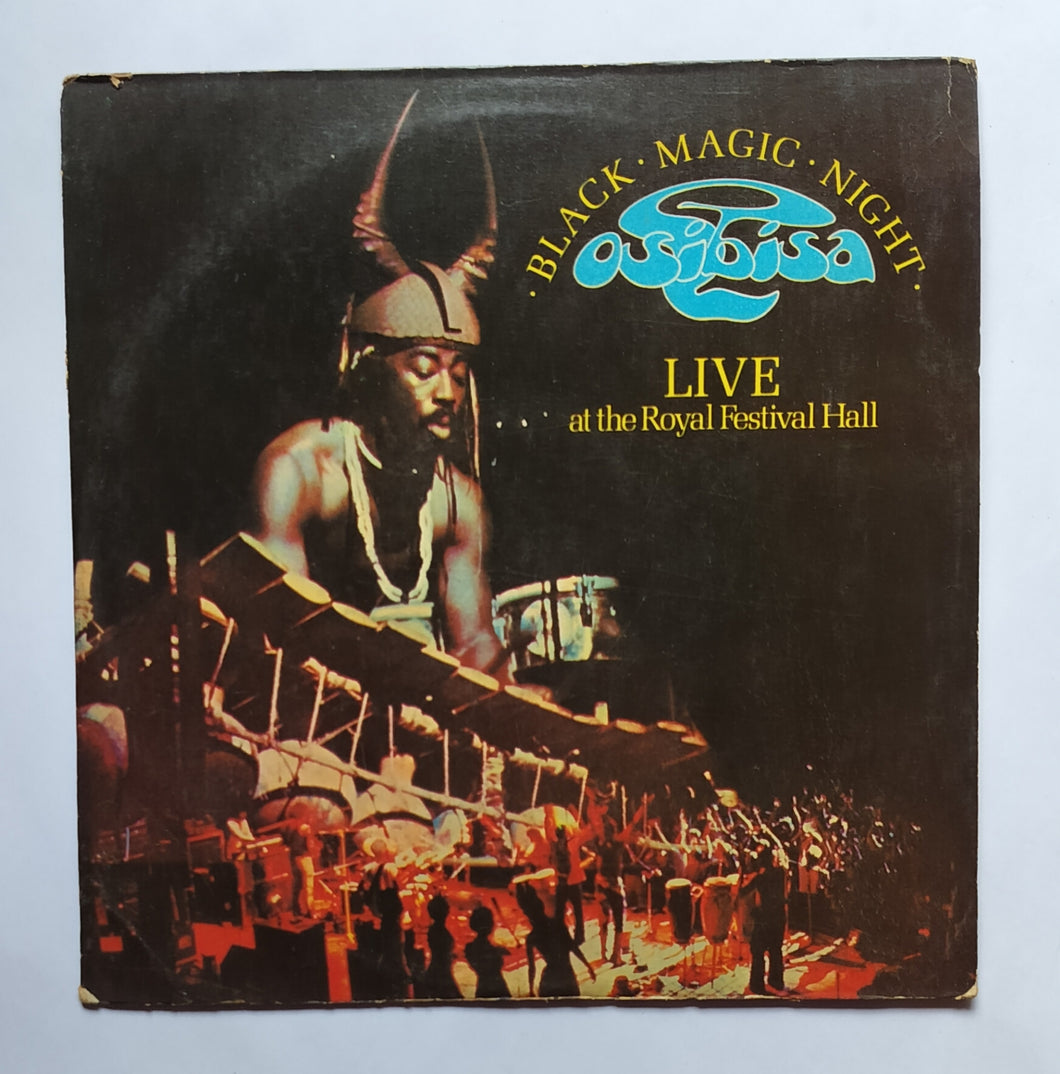 · BLACK · MAGIC · NIGHT ·
osibisa
LIVE
at the Royal Festival Hall